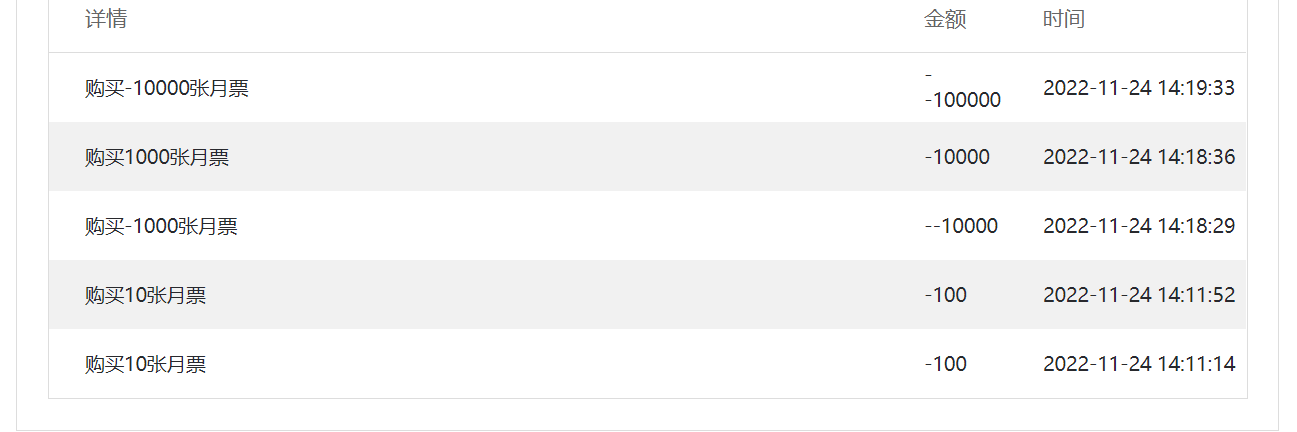 详情 金额 时间
购买-10000张月票 -
-100000 2022-11-24 14:19:33
购买1000张月票 -10000 2022-11-24 14:18:36
购买-1000张月票 --10000 2022-11-24 14:18:29
购买10张月票 -100 2022-11-24 14:11:52
购买10张月票 -100 2022-11-24 14:11:14